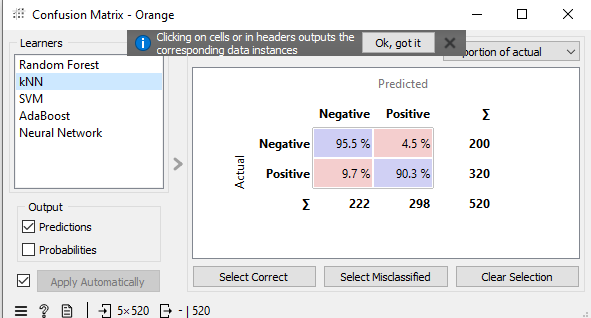 Confusion Matrix - Orange
Learners
Random Forest
kNN
SVM
AdaBoost
Neural Network
Output
Predictions
Probabilities
Apply Automatically
Clicking on cells or in headers outputs the
corresponding data instances
Ok, got it
portion of actual
Predicted
Negative Positive Σ
Negative 95.5 % 4.5 % 200
Actual
Positive 9.7 % 90.3 % 320
Σ 222 298 520
Select Correct Select Misclassified Clear Selection
5×520 - | 520